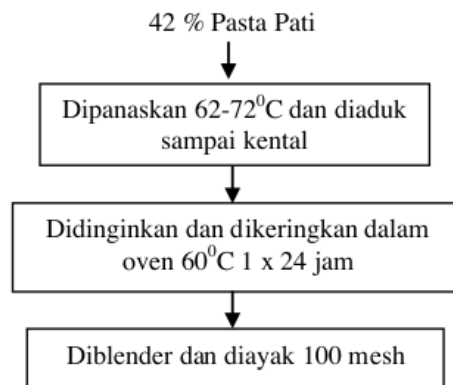 42 % Pasta Pati
Dipanaskan 62-72⁰C dan diaduk
sampai kental
Didinginkan dan dikeringkan dalam
oven 60⁰C 1 x 24 jam
Diblender dan diayak 100 mesh